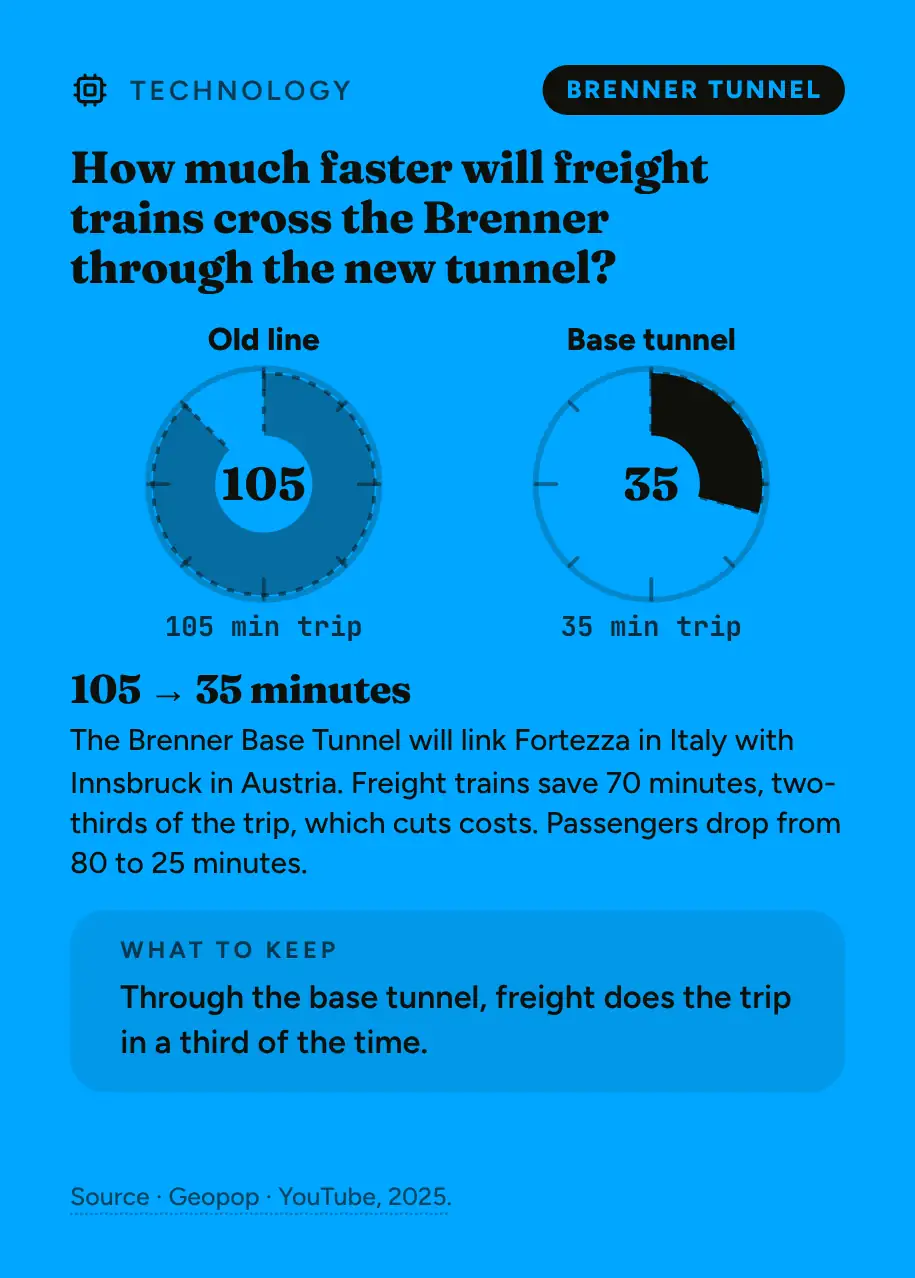 TECHNOLOGY
BRENNER TUNNEL
How much faster will freight
trains cross the Brenner
through the new tunnel?
Old line
Base tunnel
105
35
105 min trip
35 min trip
105 → 35 minutes
The Brenner Base Tunnel will link Fortezza in Italy with
Innsbruck in Austria. Freight trains save 70 minutes, two-
thirds of the trip, which cuts costs. Passengers drop from
80 to 25 minutes.
WHAT TO KEEP
Through the base tunnel, freight does the trip
in a third of the time.
Source · Geopop · YouTube, 2025.